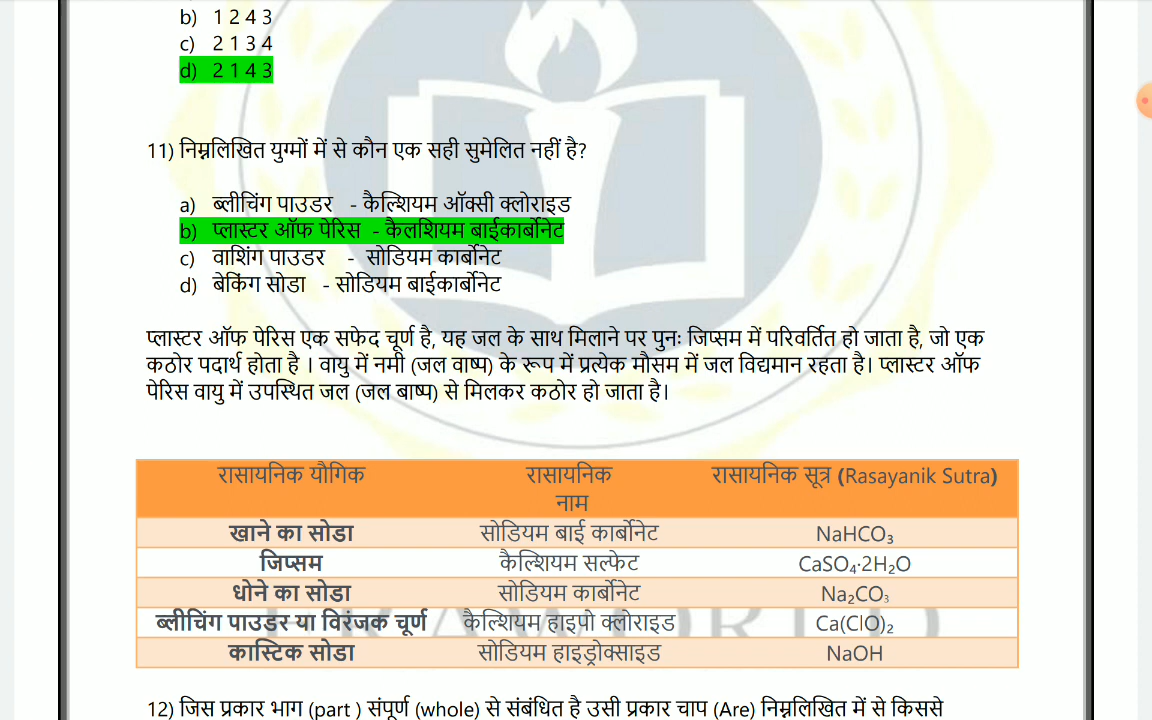 b) 1 2 4 3
c) 2 1 3 4
d) 2 1 4 3
11) निम्नलिखित युग्मों में से कौन एक सही सुमेलित नहीं है?
a) ब्लीचिंग पाउडर - कैल्शियम ऑक्सी क्लोराइड
b) प्लास्टर ऑफ पेरिस - कैलशियम बाईकार्बोनेट
c) वाशिंग पाउडर - सोडियम कार्बोनेट
d) बेकिंग सोडा - सोडियम बाईकार्बोनेट
प्लास्टर ऑफ पेरिस एक सफेद चूर्ण है, यह जल के साथ मिलाने पर पुनः जिप्सम में परिवर्तित हो जाता है, जो एक
कठोर पदार्थ होता है । वायु में नमी (जल वाष्प) के रूप में प्रत्येक मौसम में जल विद्यमान रहता है। प्लास्टर ऑफ
पेरिस वायु में उपस्थित जल (जल बाष्प) से मिलकर कठोर हो जाता है।
रासायनिक यौगिक रासायनिक नाम रासायनिक सूत्र (Rasayanik Sutra)
खाने का सोडा सोडियम बाई कार्बोनेट NaHCO₃
जिप्सम कैल्शियम सल्फेट CaSO₄·2H₂O
धोने का सोडा सोडियम कार्बोनेट Na₂CO₃
ब्लीचिंग पाउडर या विरंजक चूर्ण कैल्शियम हाइपो क्लोराइड Ca(ClO)₂
कास्टिक सोडा सोडियम हाइड्रोक्साइड NaOH
12) जिस प्रकार भाग (part ) संपूर्ण (whole) से संबंधित है उसी प्रकार चाप (Are) निम्नलिखित में से किससे